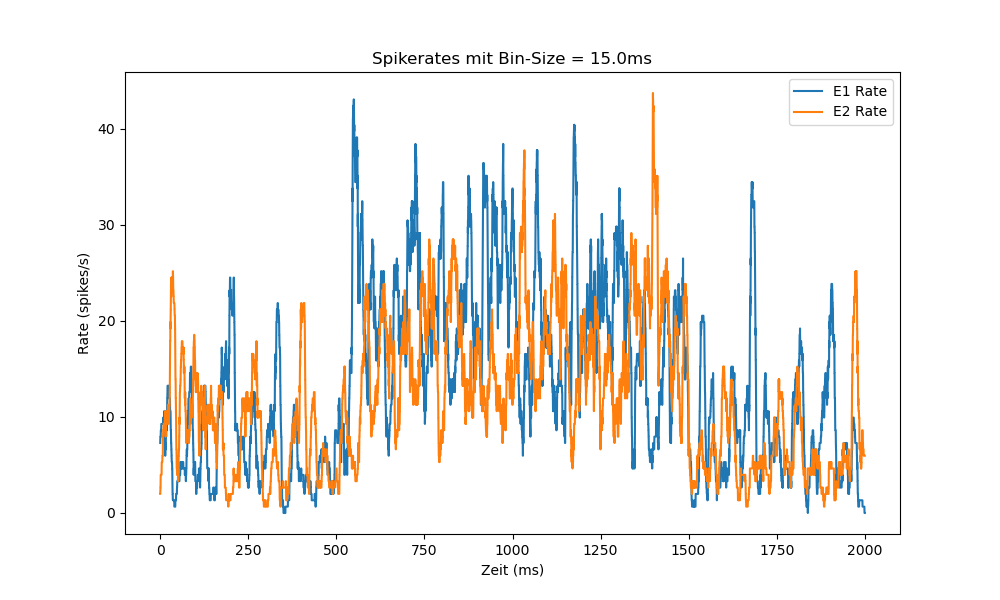 Spikerates mit Bin-Size = 15.0ms
E1 Rate
E2 Rate
40
30
20
10
0
Rate (spikes/s)
0 250 500 750 1000 1250 1500 1750 2000
Zeit (ms)